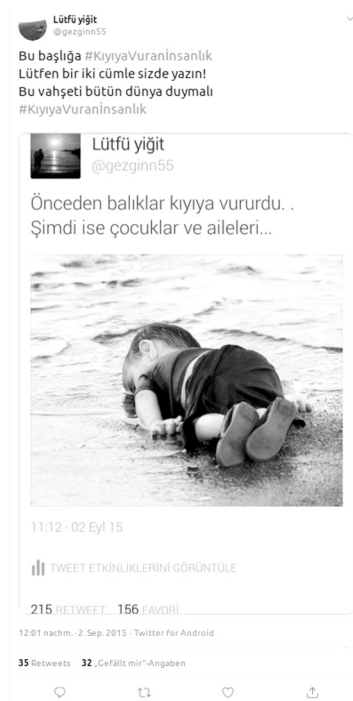 Lütfü yiğit
@gezginn55
Bu başlığa #KıyıyaVuranİnsanlık
Lütfen bir iki cümle sizde yazın!
Bu vahşeti bütün dünya duymalı
#KıyıyaVuranİnsanlık
Lütfü yiğit
@gezginn55
Önceden balıklar kıyıya vururdu. .
Şimdi ise çocuklar ve aileleri...
11:12 · 02 Eyl 15
TWEET ETKİNLİKLERİNİ GÖRÜNTÜLE
215 RETWEET 156 FAVORİ
12:01 nachm. · 2. Sep. 2015 · Twitter for Android
35 Retweets 32 „Gefällt mir“-Angaben